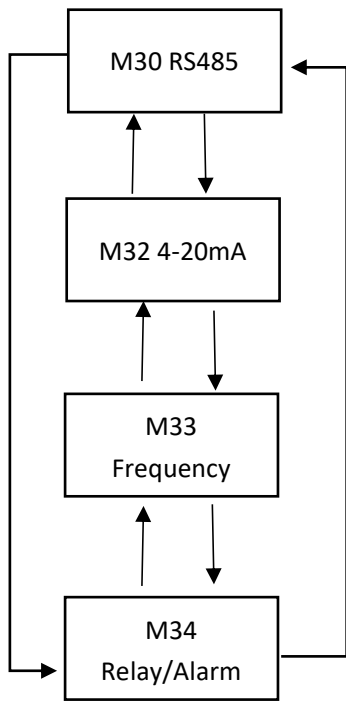 M30 RS485
M32 4-20mA
M33
Frequency
M34
Relay/Alarm